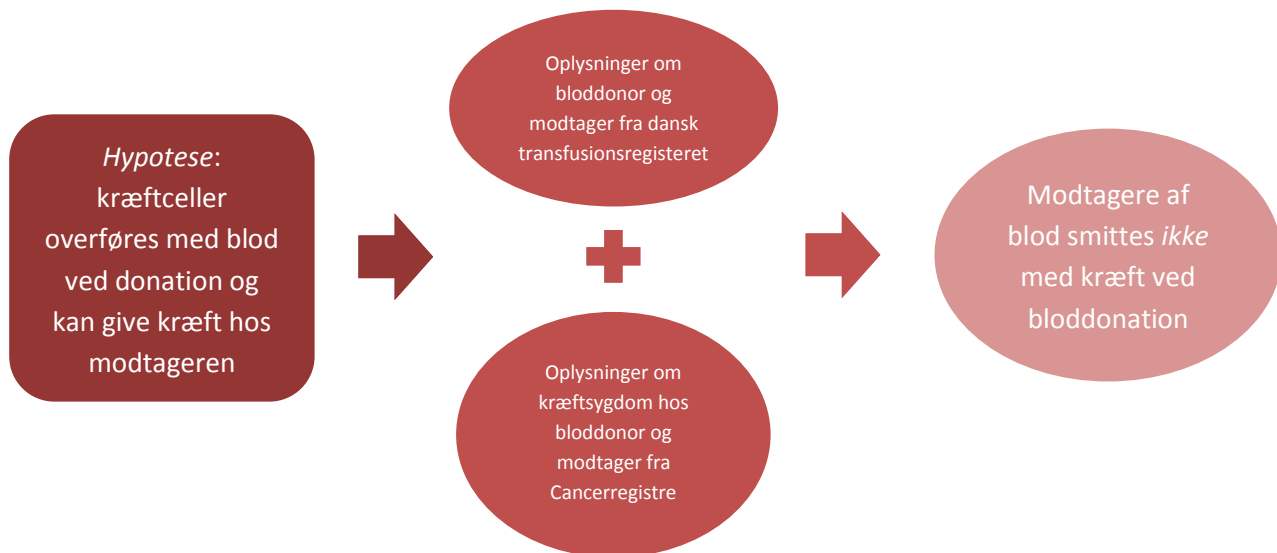 Hypotese:
kræftceller
overføres med blod
ved donation og
kan give kræft hos
modtageren
Oplysninger om
bloddonor og
modtager fra dansk
transfusionsregisteret
Oplysninger om
kræftsygdom hos
bloddonor og
modtager fra
Cancerregistre
Modtagere af
blod smittes ikke
med kræft ved
bloddonation